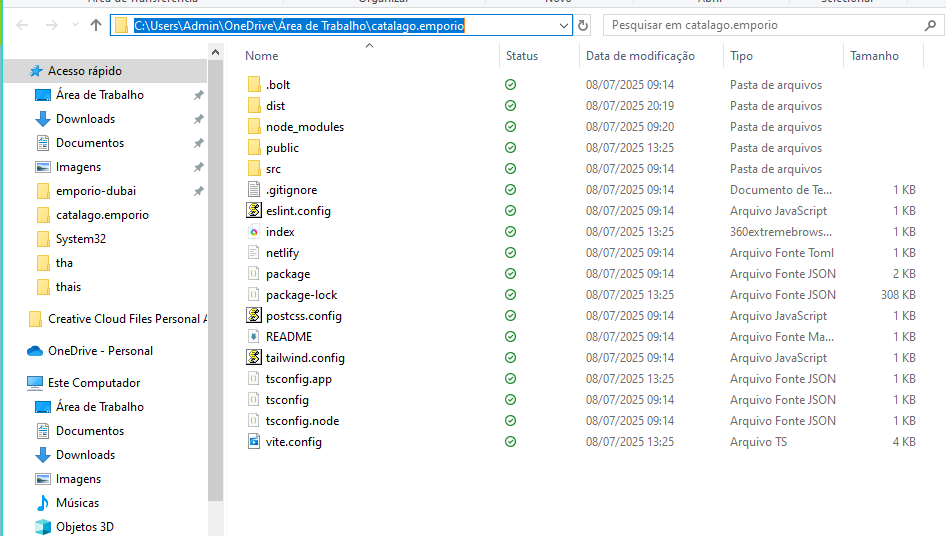 Área de Transferência Organizar Novo Abrir Selecionar
C:\Users\Admin\OneDrive\Área de Trabalho\catalago.emporio
Pesquisar em catalago.emporio
Nome Status Data de modificação Tipo Tamanho
Acesso rápido
Área de Trabalho
Downloads
Documentos
Imagens
emporio-dubai
catalago.emporio
System32
tha
thais
Creative Cloud Files Personal A
OneDrive - Personal
Este Computador
Área de Trabalho
Documentos
Downloads
Imagens
Músicas
Objetos 3D
.bolt 08/07/2025 09:14 Pasta de arquivos
dist 08/07/2025 20:19 Pasta de arquivos
node_modules 08/07/2025 09:20 Pasta de arquivos
public 08/07/2025 13:25 Pasta de arquivos
src 08/07/2025 09:14 Pasta de arquivos
.gitignore 08/07/2025 09:14 Documento de Te... 1 KB
eslint.config 08/07/2025 09:14 Arquivo JavaScript 1 KB
index 08/07/2025 13:25 360extremebrows... 1 KB
netlify 08/07/2025 09:14 Arquivo Fonte Toml 1 KB
package 08/07/2025 09:14 Arquivo Fonte JSON 2 KB
package-lock 08/07/2025 13:25 Arquivo Fonte JSON 308 KB
postcss.config 08/07/2025 09:14 Arquivo JavaScript 1 KB
README 08/07/2025 09:14 Arquivo Fonte Ma... 1 KB
tailwind.config 08/07/2025 09:14 Arquivo JavaScript 1 KB
tsconfig.app 08/07/2025 13:25 Arquivo Fonte JSON 1 KB
tsconfig 08/07/2025 09:14 Arquivo Fonte JSON 1 KB
tsconfig.node 08/07/2025 09:14 Arquivo Fonte JSON 1 KB
vite.config 08/07/2025 13:25 Arquivo TS 4 KB